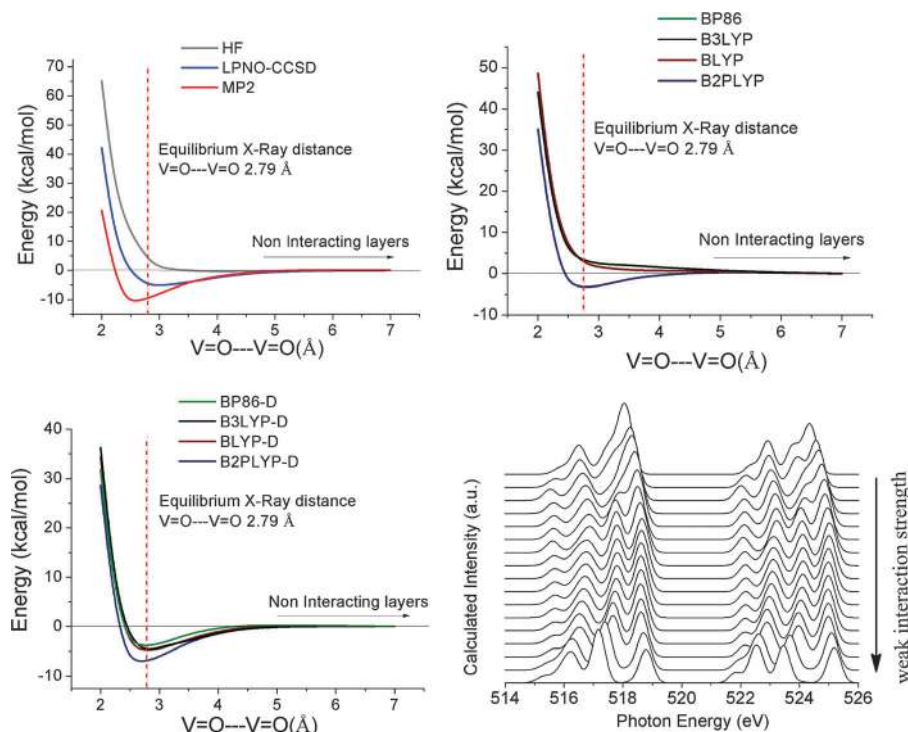 HF
LPNO-CCSD
MP2
Equilibrium X-Ray distance
V=O---V=O 2.79 Å
Non Interacting layers
Energy (kcal/mol)
70
60
50
40
30
20
10
0
-10
2 3 4 5 6 7
V=O---V=O(Å)
BP86
B3LYP
BLYP
B2PLYP
Equilibrium X-Ray distance
V=O---V=O 2.79 Å
Non Interacting layers
Energy (kcal/mol)
50
40
30
20
10
0
-10
2 3 4 5 6 7
V=O---V=O(Å)
BP86-D
B3LYP-D
BLYP-D
B2PLYP-D
Equilibrium X-Ray distance
V=O---V=O 2.79 Å
Non Interacting layers
Energy (kcal/mol)
40
30
20
10
0
-10
2 3 4 5 6 7
V=O---V=O(Å)
Calculated Intensity (a.u.)
weak interaction strength
514 516 518 520 522 524 526
Photon Energy (eV)